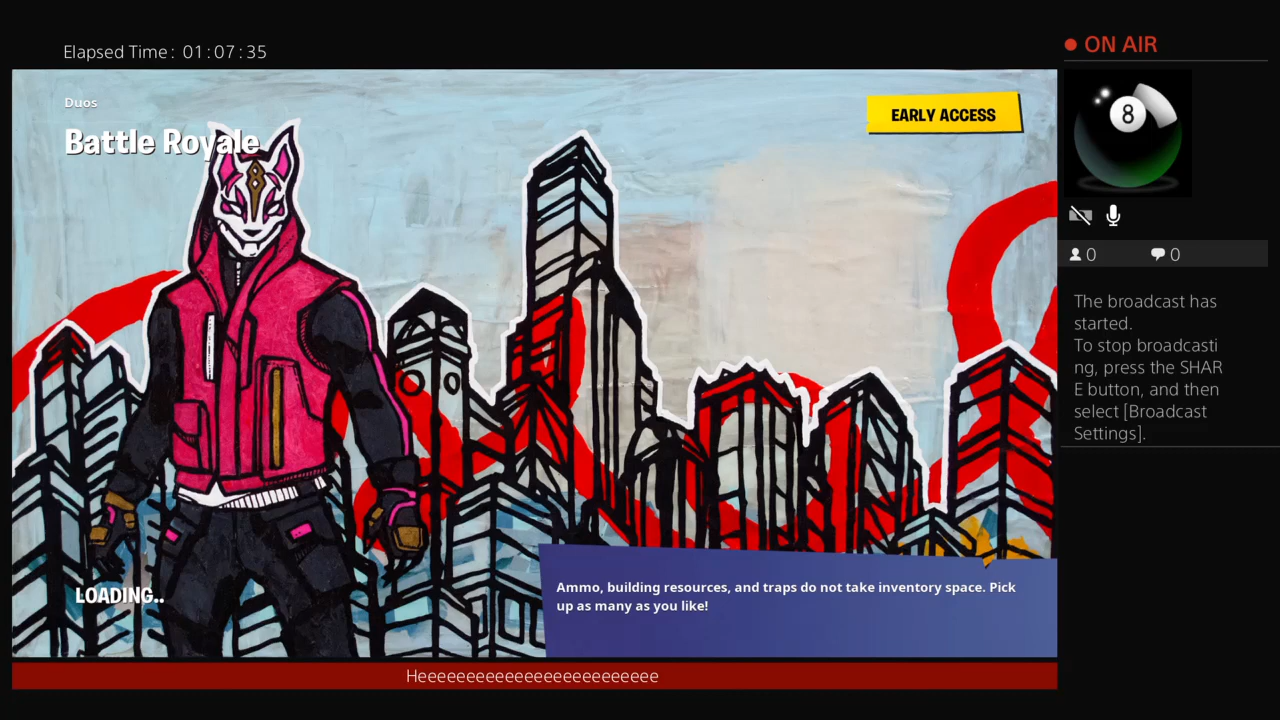 Elapsed Time: 01:07:35
ON AIR
Duos
Battle Royale
EARLY ACCESS
8
0 0
The broadcast has
started.
To stop broadcasti
ng, press the SHAR
E button, and then
select [Broadcast
Settings].
LOADING..
Ammo, building resources, and traps do not take inventory space. Pick
up as many as you like!
Heeeeeeeeeeeeeeeeeeeeeeeee